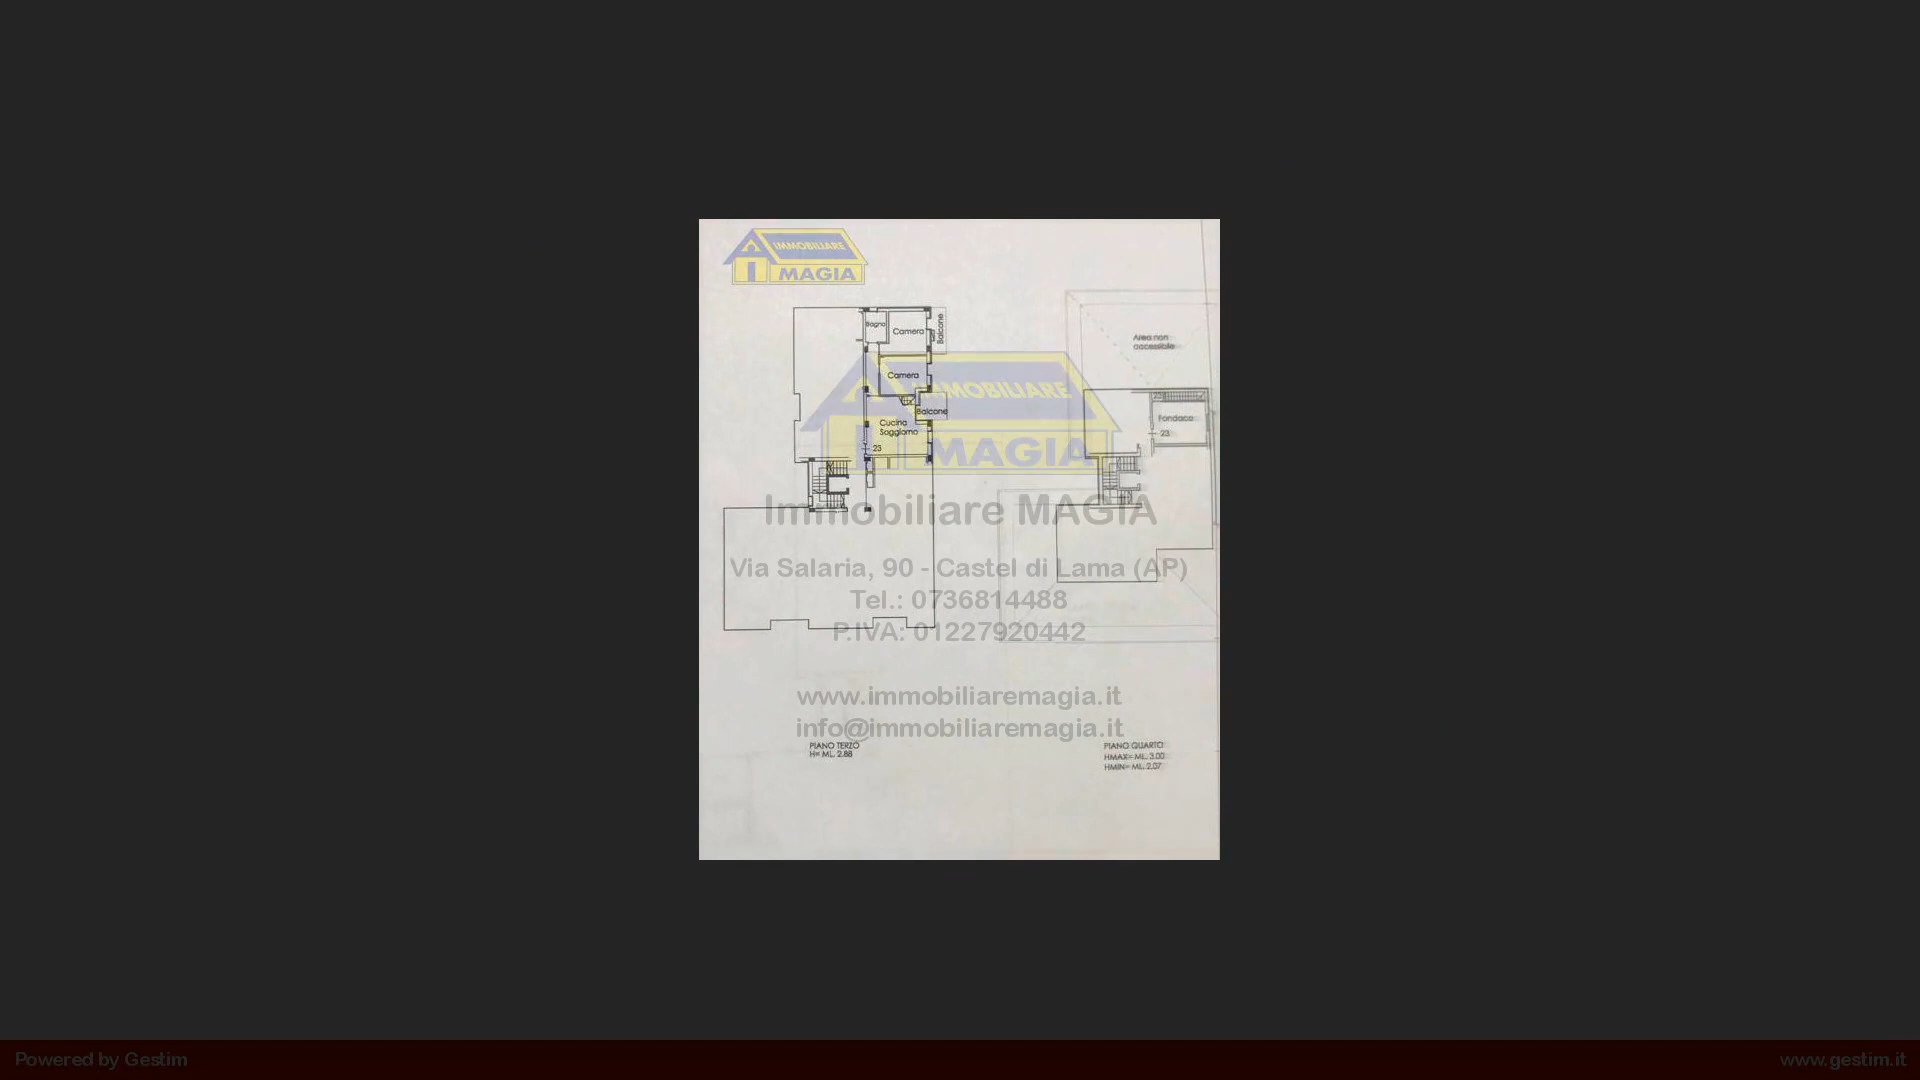 IMMOBILIARE
MAGIA
Bagno
Camera
Balcone
Camera
Balcone
Cucina
Soggiorno
23
Area non
accessibile
Fondaco
23
IMMOBILIARE
MAGIA
Immobiliare MAGIA
Via Salaria, 90 - Castel di Lama (AP)
Tel.: 0736814488
P.IVA: 01227920442
www.immobiliaremagia.it
info@immobiliaremagia.it
PIANO TERZO
H= ML. 2.88
PIANO QUARTO
HMAX= ML. 3.00
HMIN= ML. 2.07
Powered by Gestim
www.gestim.it